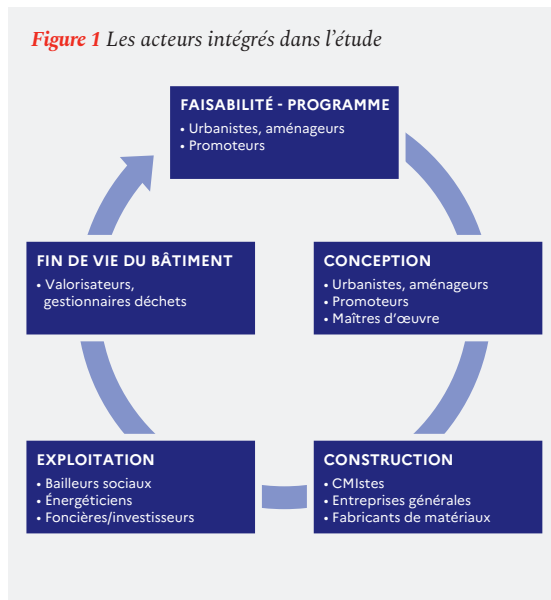 Figure 1 Les acteurs intégrés dans l'étude
FAISABILITÉ - PROGRAMME
• Urbanistes, aménageurs
• Promoteurs
CONCEPTION
• Urbanistes, aménageurs
• Promoteurs
• Maîtres d'œuvre
CONSTRUCTION
• CMIstes
• Entreprises générales
• Fabricants de matériaux
EXPLOITATION
• Bailleurs sociaux
• Énergéticiens
• Foncières/investisseurs
FIN DE VIE DU BÂTIMENT
• Valorisateurs,
gestionnaires déchets